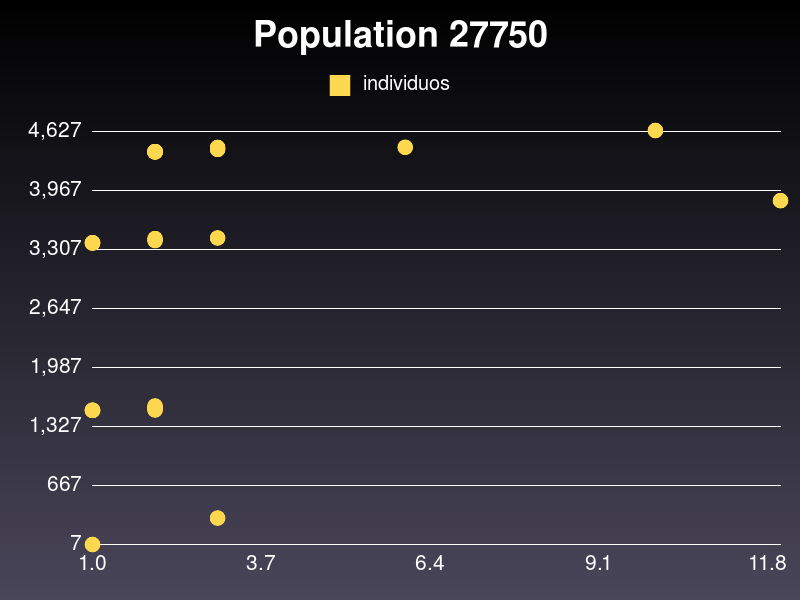 Population 27750
individuos
4,627
3,967
3,307
2,647
1,987
1,327
667
7
1.0 3.7 6.4 9.1 11.8